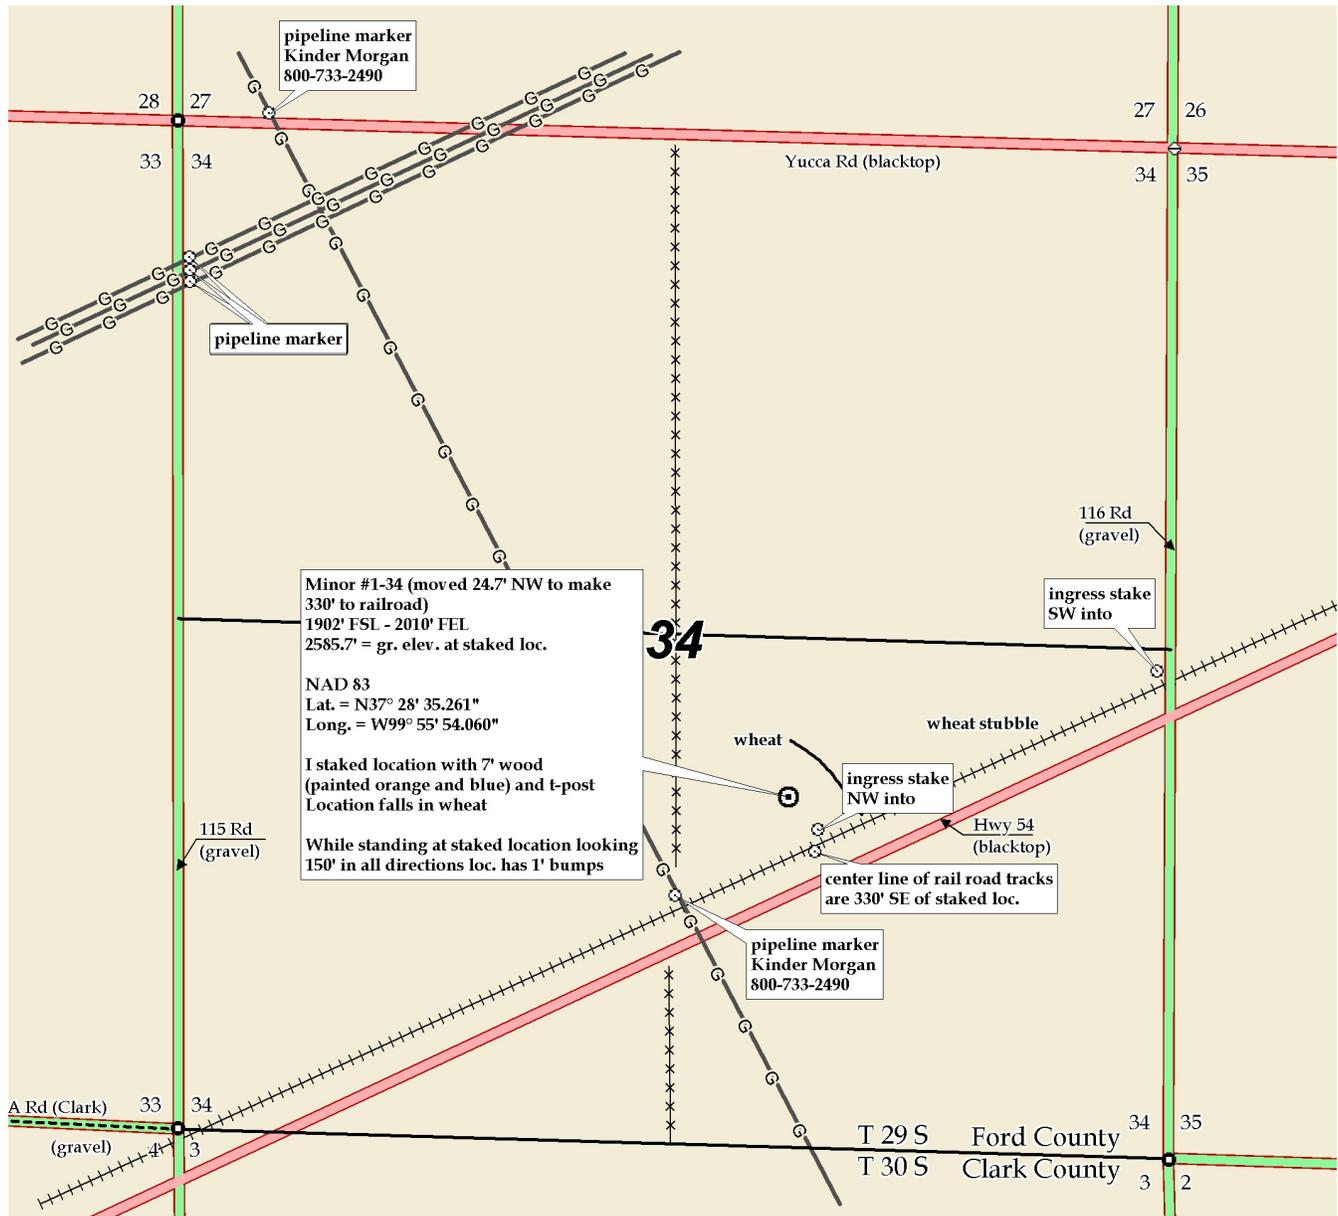 pipeline marker
Kinder Morgan
800-733-2490
28 27
33 34
27 26
34 35
Yucca Rd (blacktop)
pipeline marker
116 Rd
(gravel)
ingress stake
SW into
Minor #1-34 (moved 24.7' NW to make
330' to railroad)
1902' FSL - 2010' FEL
2585.7' = gr. elev. at staked loc.
NAD 83
Lat. = N37° 28' 35.261"
Long. = W99° 55' 54.060"
I staked location with 7' wood
(painted orange and blue) and t-post
Location falls in wheat
While standing at staked location looking
150' in all directions loc. has 1' bumps
34
wheat stubble
wheat
ingress stake
NW into
Hwy 54
(blacktop)
115 Rd
(gravel)
center line of rail road tracks
are 330' SE of staked loc.
pipeline marker
Kinder Morgan
800-733-2490
A Rd (Clark)
(gravel)
33 34
4 3
T 29 S Ford County
T 30 S Clark County
34 35
3 2